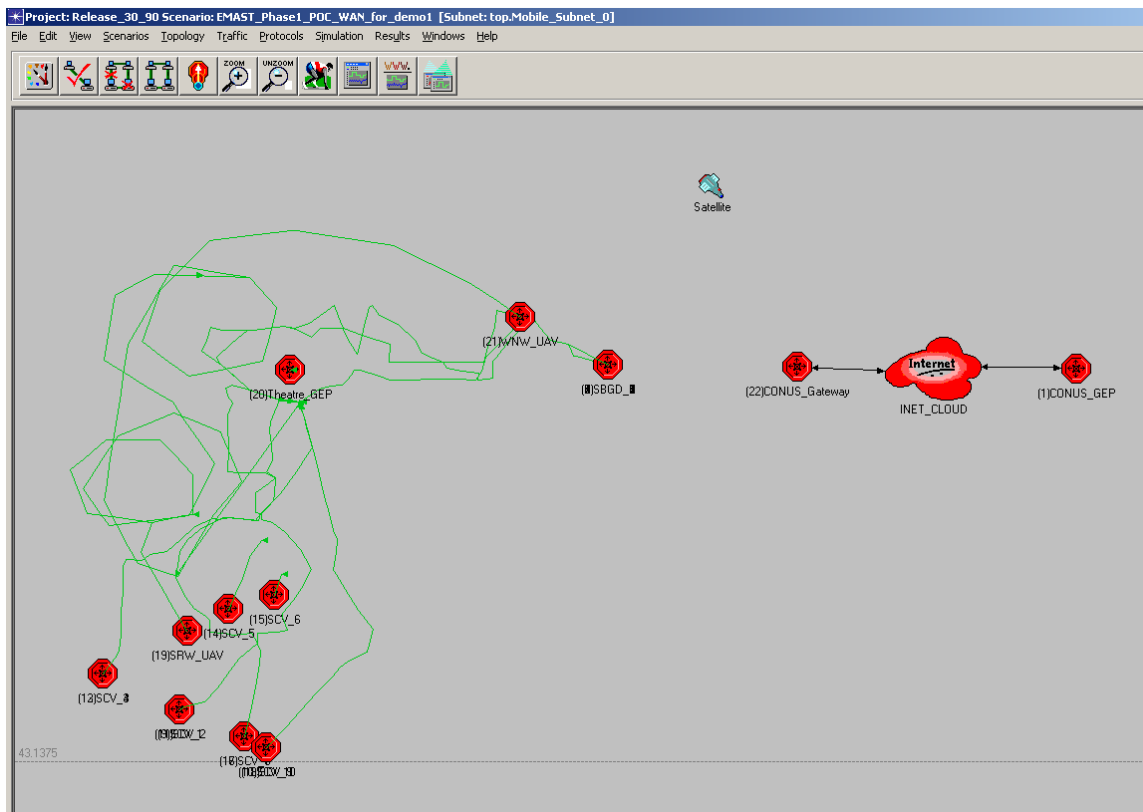 Project: Release_30_90 Scenario: EMAST_Phase1_POC_WAN_for_demo1 [Subnet: top.Mobile_Subnet_0]
File Edit View Scenarios Topology Traffic Protocols Simulation Results Windows Help
ZOOM UNZOOM WWW.
Satellite
(21)WNW_UAV
(20)Theatre_GEP
Internet
(22)CONUS_Gateway
(1)CONUS_GEP
INET_CLOUD
(15)SCV_6
(14)SCV_5
(19)SRW_UAV
43.1375